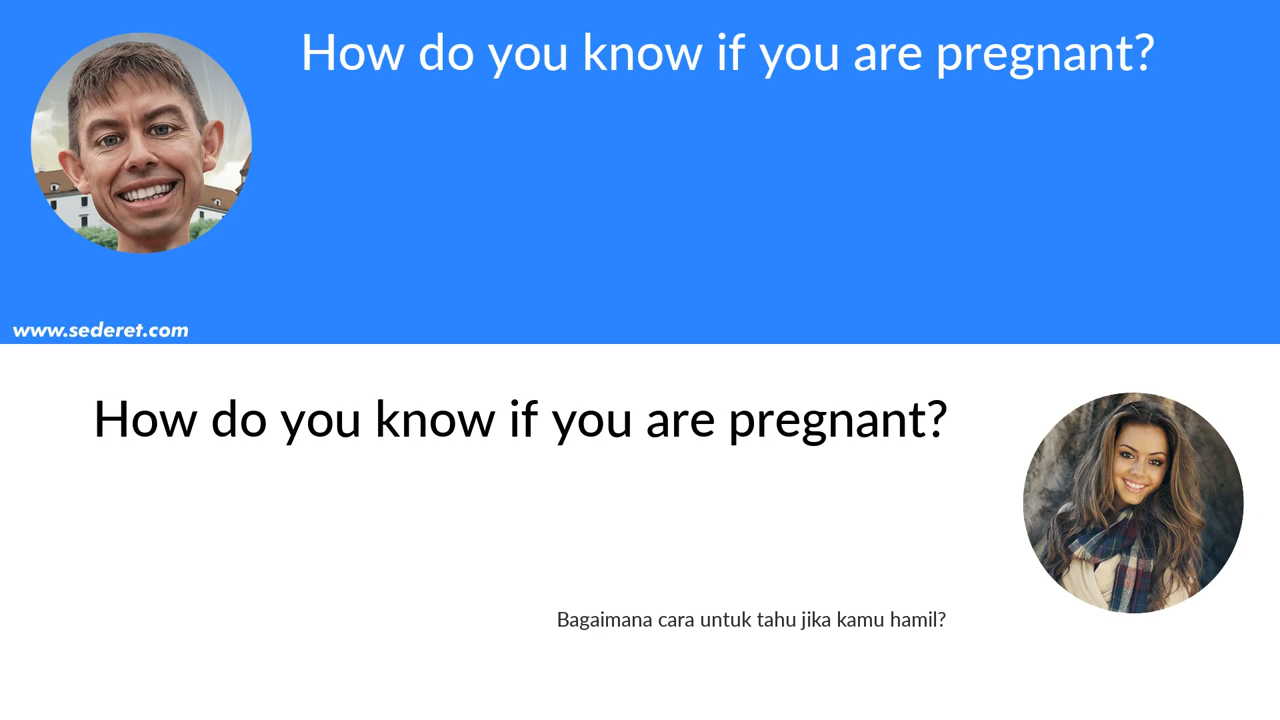 How do you know if you are pregnant?
www.sederet.com
How do you know if you are pregnant?
Bagaimana cara untuk tahu jika kamu hamil?